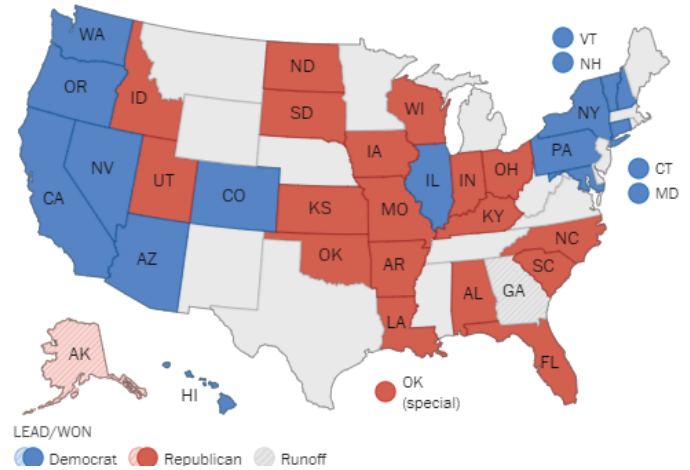 WA
VT
NH
ND
OR
ID
SD
WI
NY
IA
PA
NV
UT
CO
IL
IN
OH
CT
MD
CA
KS
MO
KY
AZ
OK
AR
NC
SC
AL
GA
LA
FL
AK
HI
OK
(special)
LEAD/WON
Democrat Republican Runoff